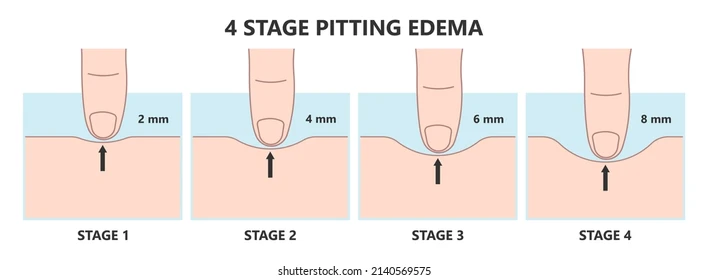 4 STAGE PITTING EDEMA
2 mm
4 mm
6 mm
8 mm
STAGE 1
STAGE 2
STAGE 3
STAGE 4
shutterstock.com · 2140569575